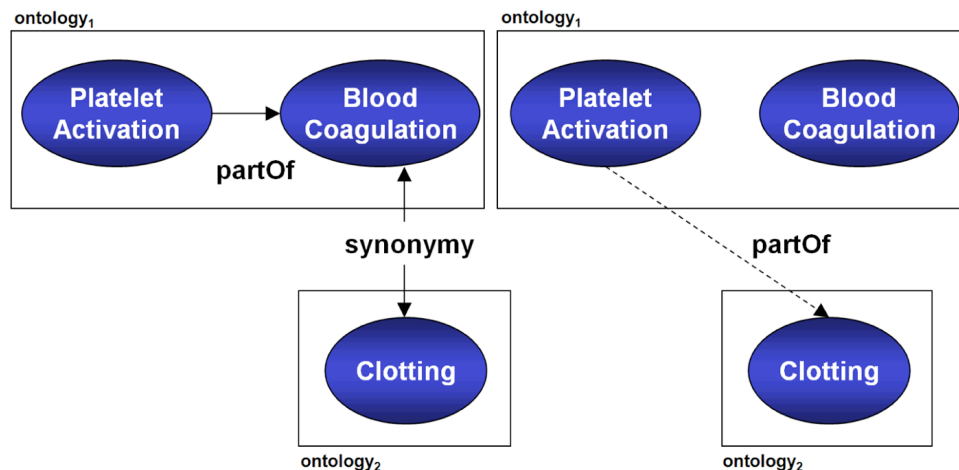 ontology₁
Platelet
Activation
Blood
Coagulation
partOf
synonymy
Clotting
ontology₂
ontology₁
Platelet
Activation
Blood
Coagulation
partOf
Clotting
ontology₂